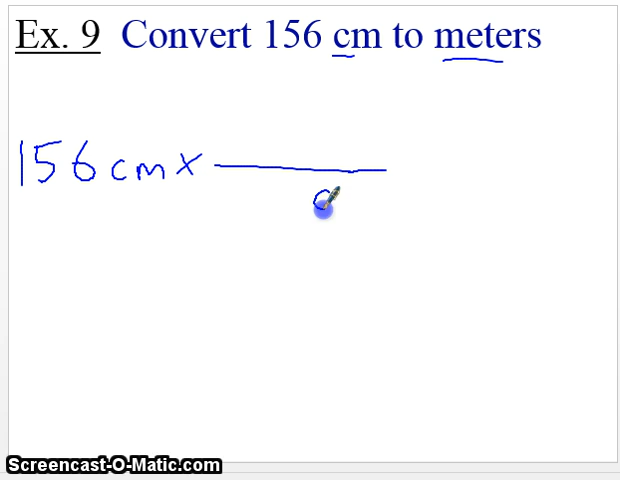 Ex. 9 Convert 156 cm to meters
156 cm x
c
Screencast-O-Matic.com